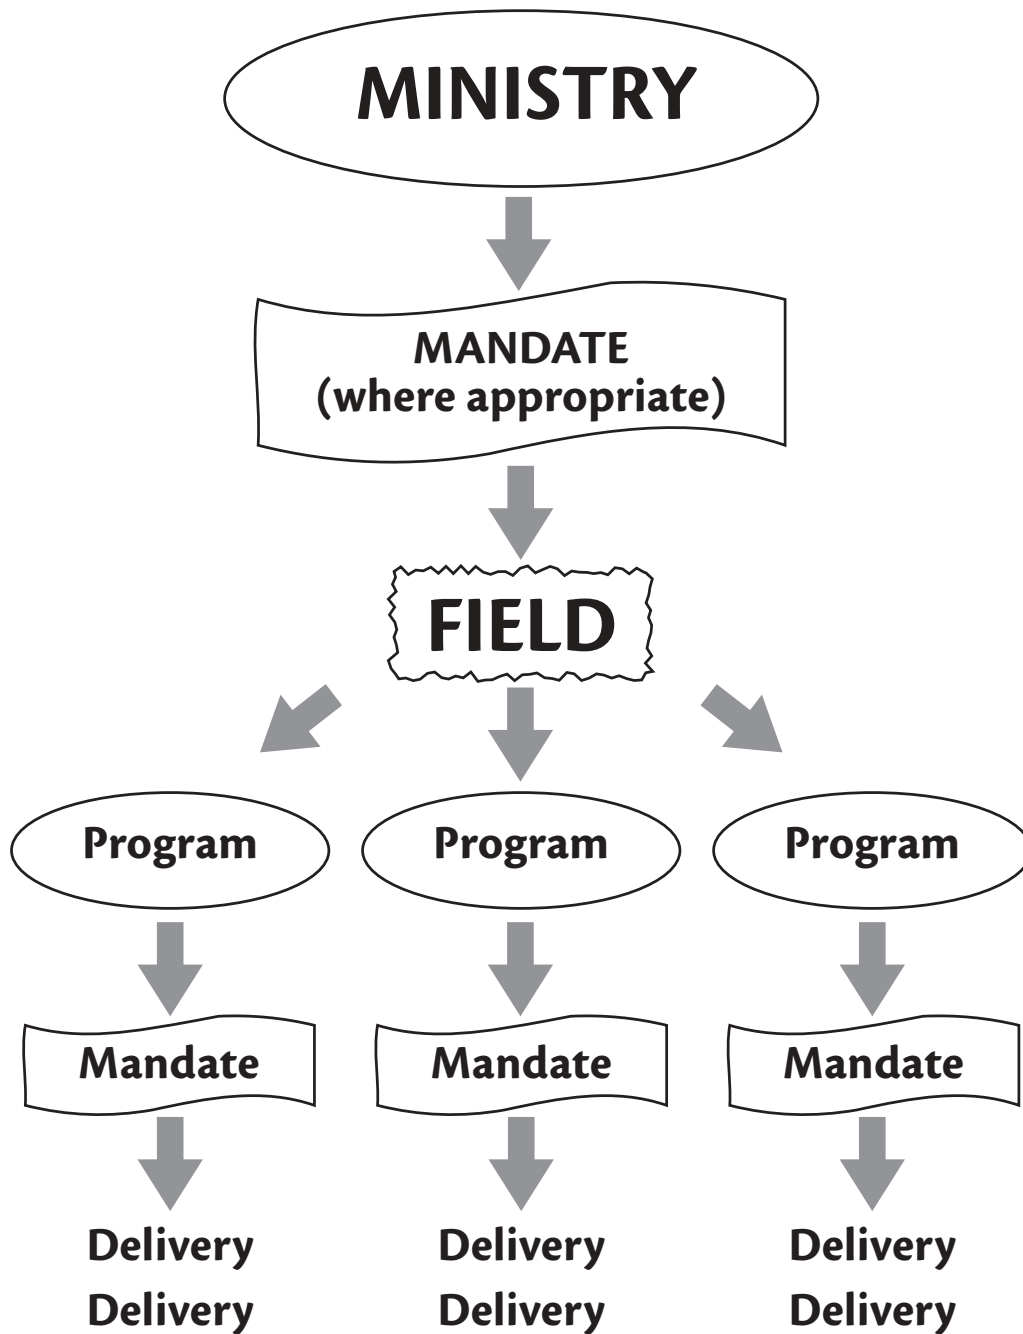 MINISTRY
MANDATE
(where appropriate)
FIELD
Program
Program
Program
Mandate
Mandate
Mandate
Delivery
Delivery
Delivery
Delivery
Delivery
Delivery